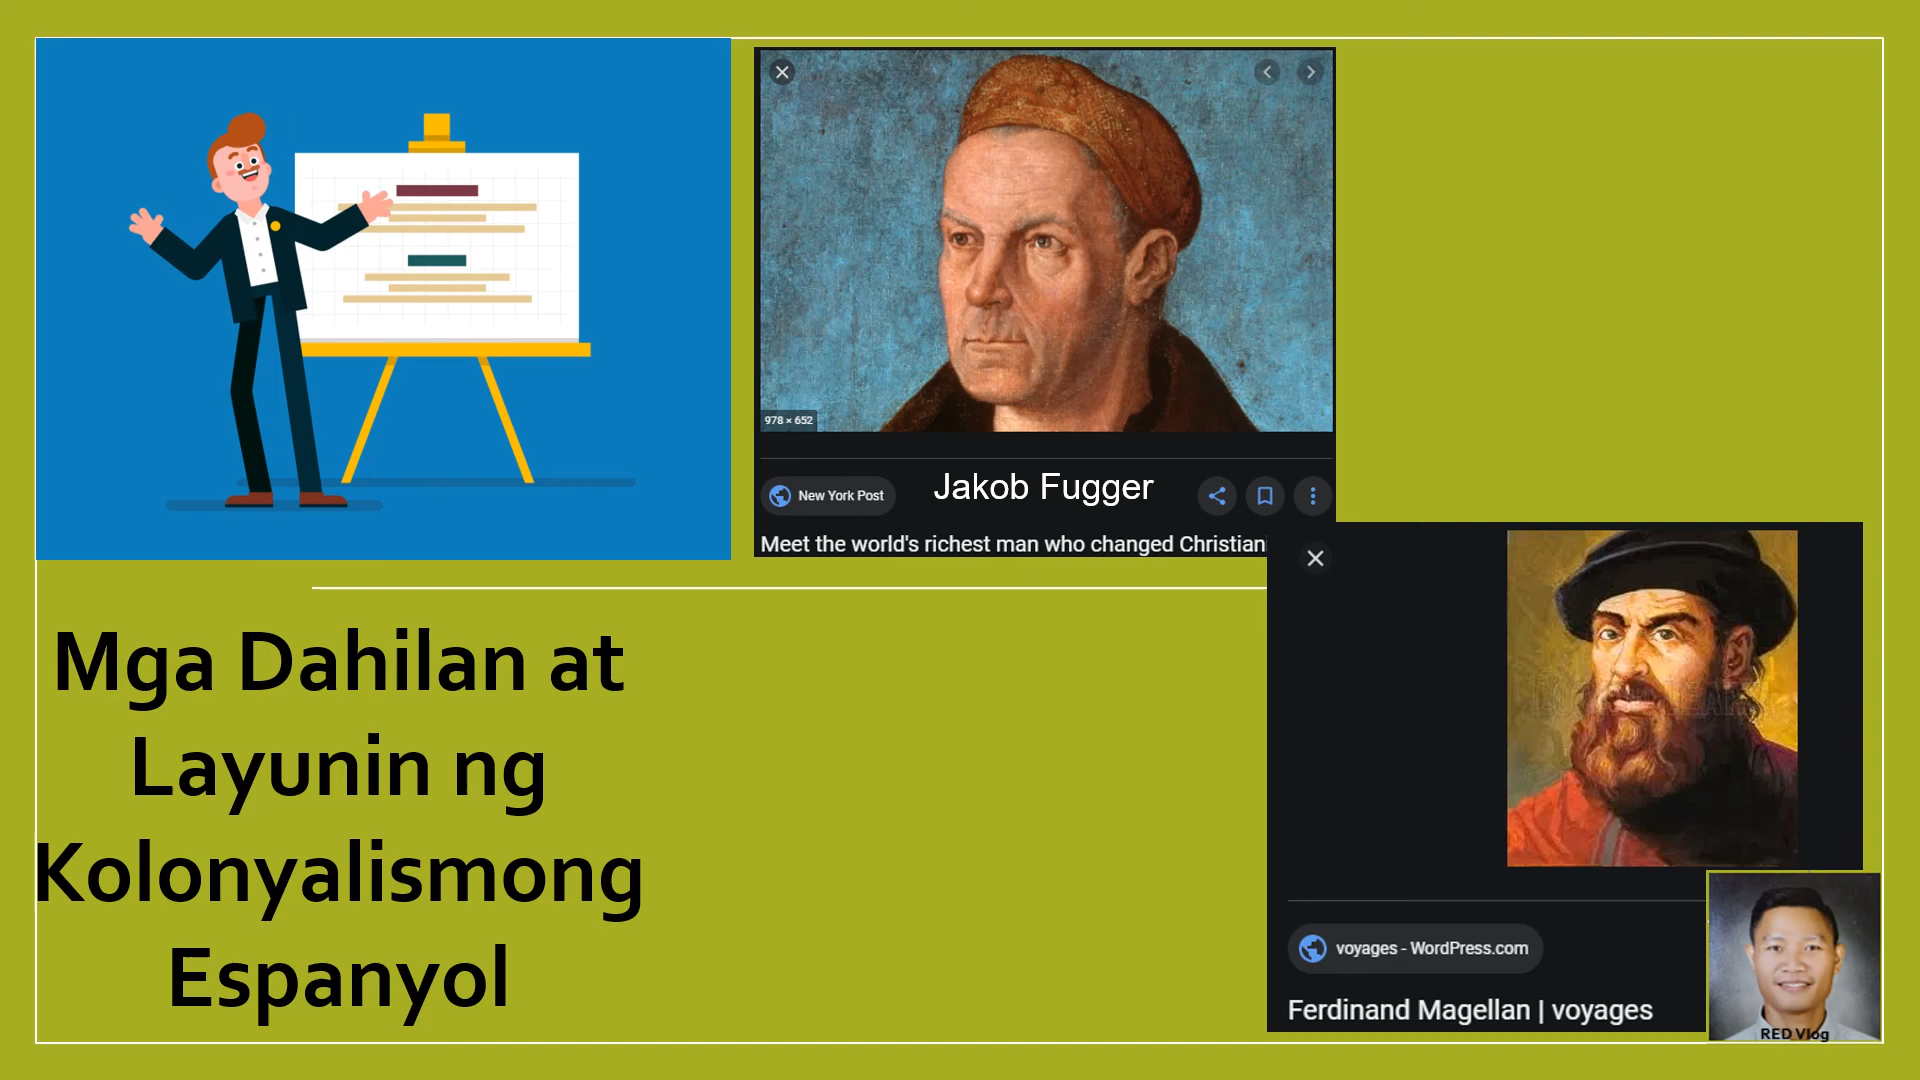 978 × 652
New York Post
Jakob Fugger
Meet the world's richest man who changed Christiani
Mga Dahilan at
Layunin ng
Kolonyalismong
Espanyol
voyages - WordPress.com
Ferdinand Magellan | voyages
RED Vlog